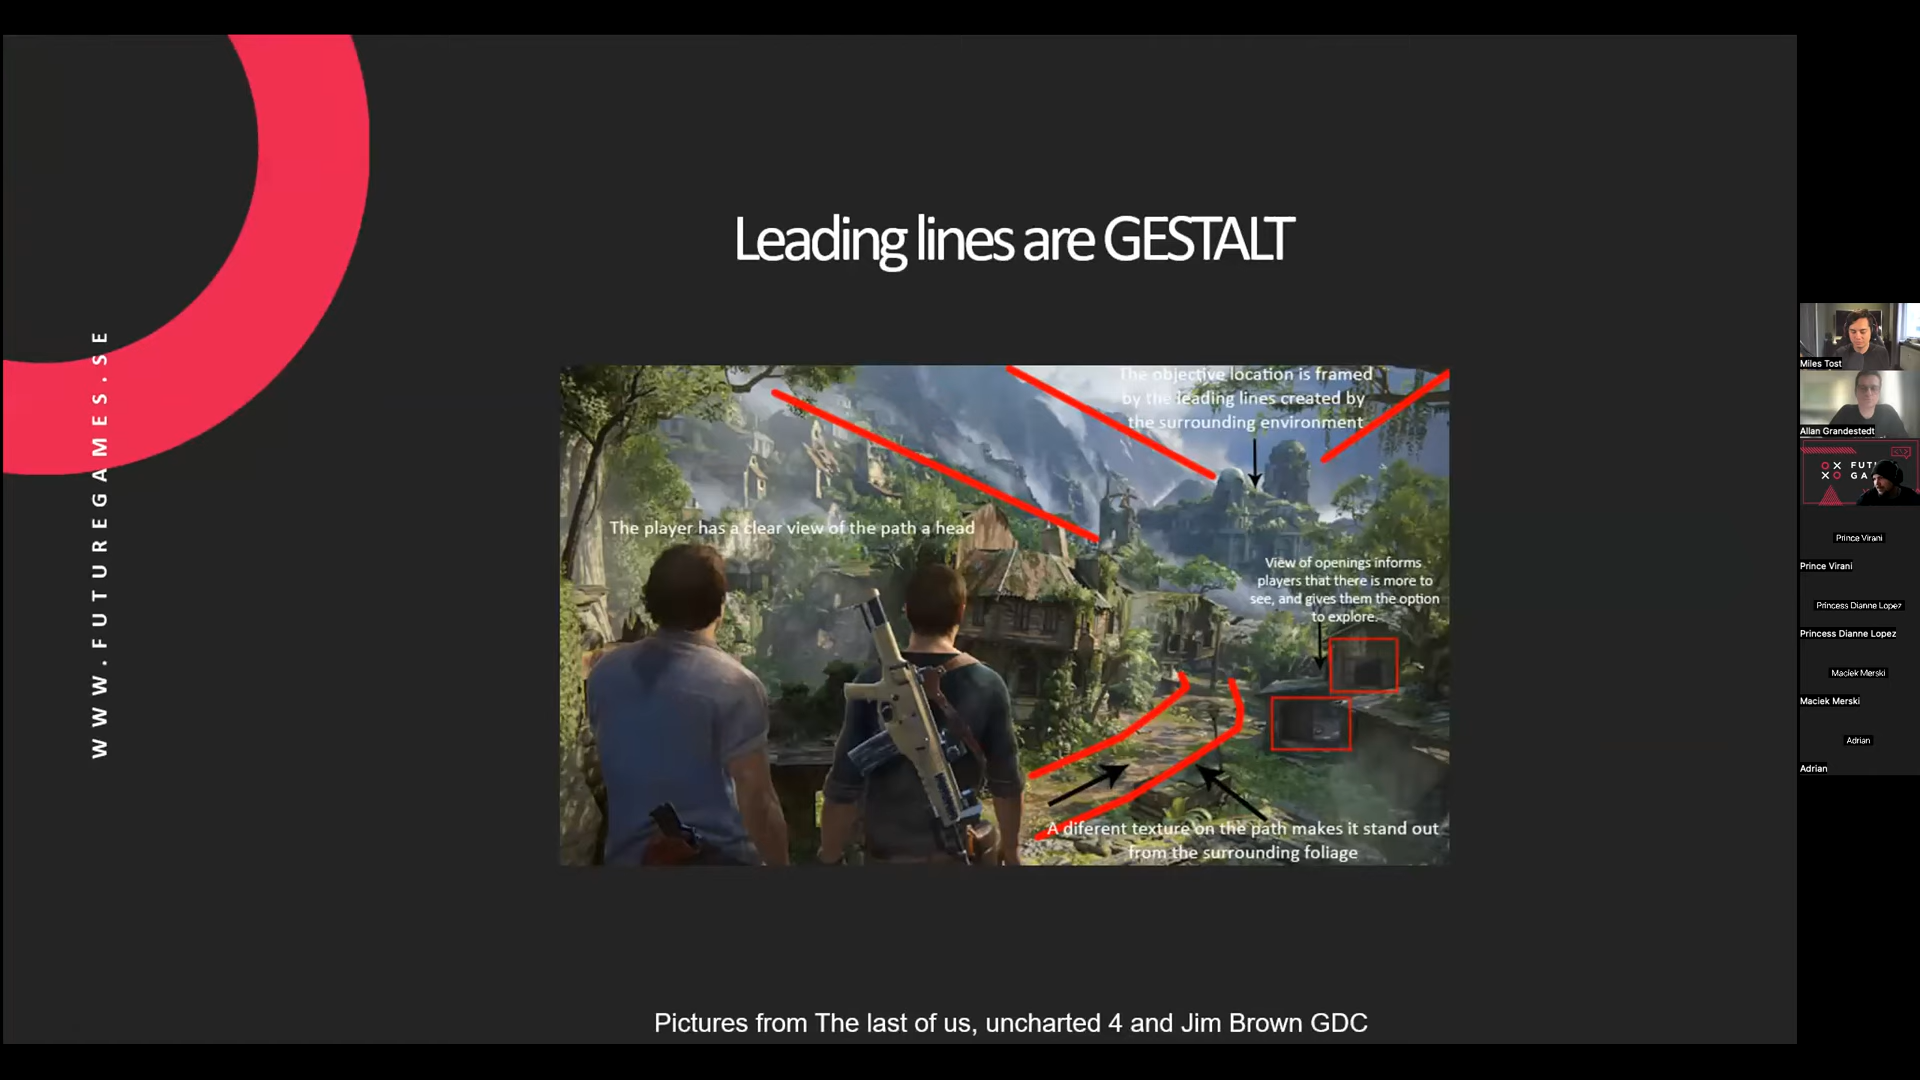 Leading lines are GESTALT
WWW.FUTUREGAMES.SE
The objective location is framed
by the leading lines created by
the surrounding environment
The player has a clear view of the path a head
View of openings informs
players that there is more to
see, and gives them the option
to explore.
A diferent texture on the path makes it stand out
from the surrounding foliage
Pictures from The last of us, uncharted 4 and Jim Brown GDC
Miles Tost
Allan Grandestedt
Prince Virani
Prince Virani
Princess Dianne Lopez
Princess Dianne Lopez
Maciek Merski
Maciek Merski
Adrian
Adrian